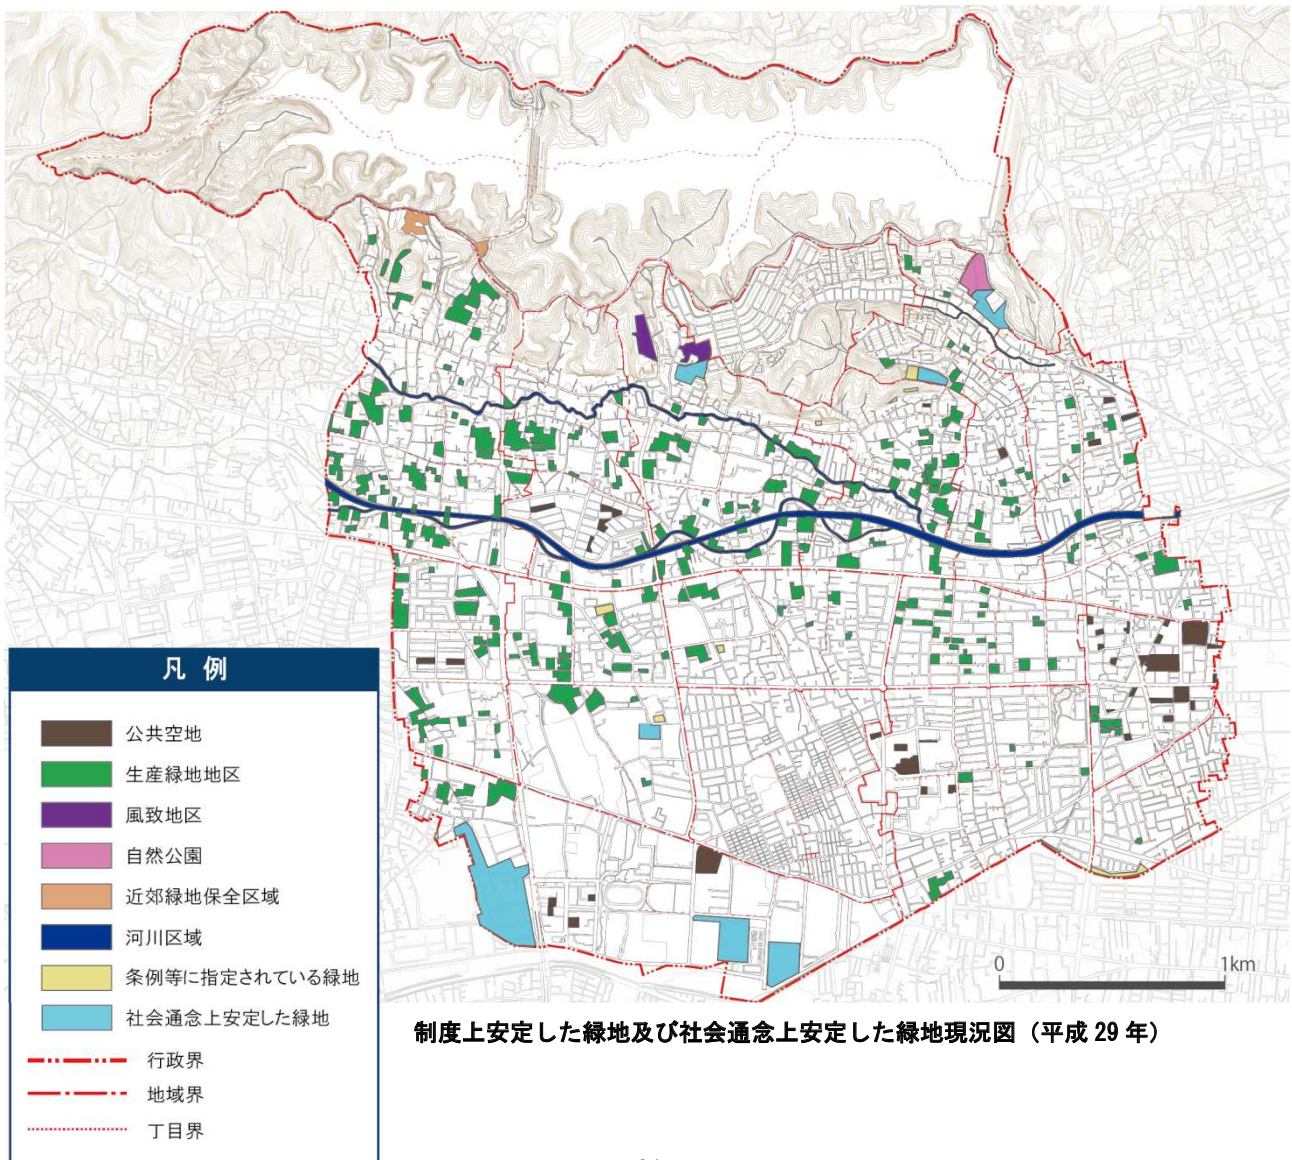 凡 例
公共空地
生産緑地地区
風致地区
自然公園
近郊緑地保全区域
河川区域
条例等に指定されている緑地
社会通念上安定した緑地
行政界
地域界
丁目界
0 1km
制度上安定した緑地及び社会通念上安定した緑地現況図（平成 29 年）